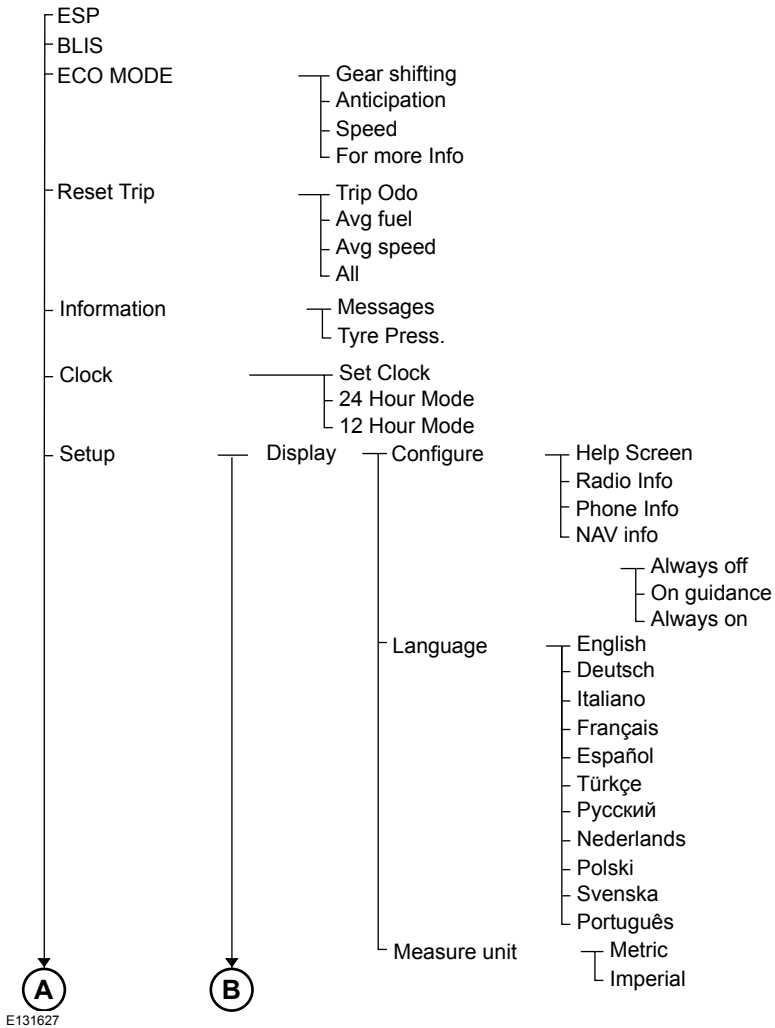 ESP
BLIS
ECO MODE
Gear shifting
Anticipation
Speed
For more Info
Reset Trip
Trip Odo
Avg fuel
Avg speed
All
Information
Messages
Tyre Press.
Clock
Set Clock
24 Hour Mode
12 Hour Mode
Setup
Display
Configure
Help Screen
Radio Info
Phone Info
NAV info
Always off
On guidance
Always on
Language
English
Deutsch
Italiano
Français
Español
Türkçe
Русский
Nederlands
Polski
Svenska
Português
Measure unit
Metric
Imperial
A
B
E131627